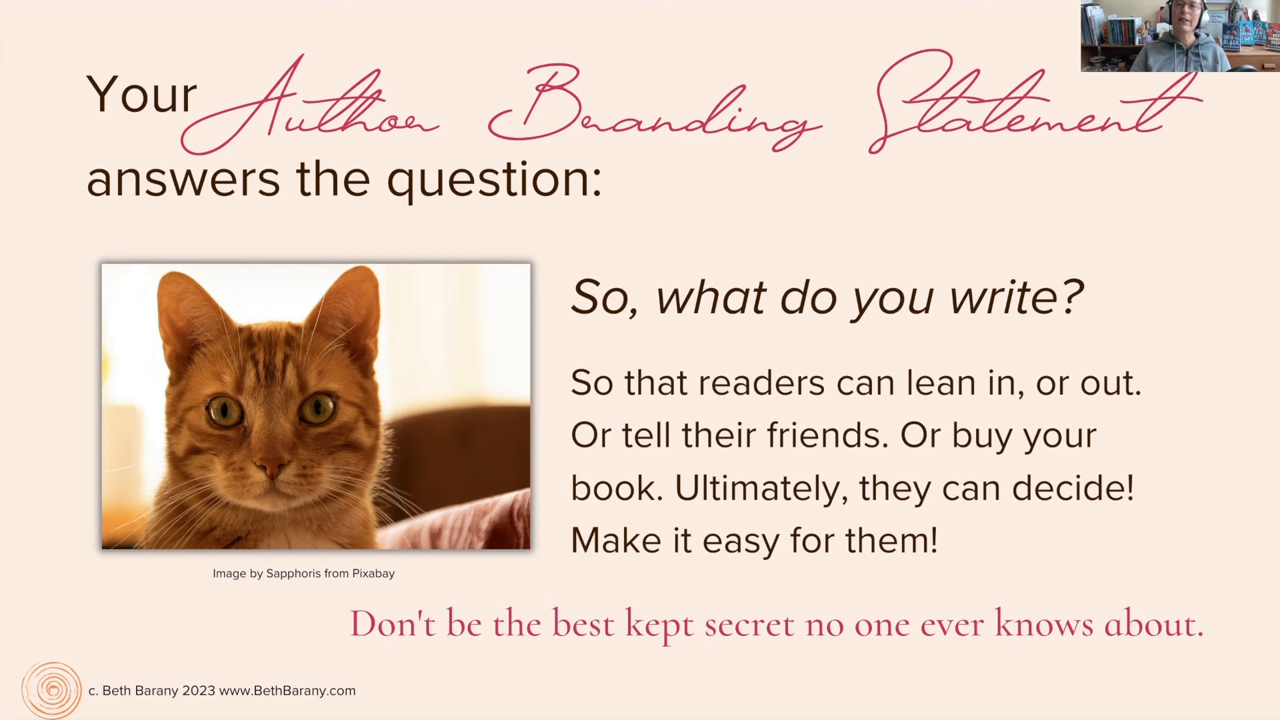 Your Author Branding Statement
answers the question:
So, what do you write?
So that readers can lean in, or out.
Or tell their friends. Or buy your
book. Ultimately, they can decide!
Make it easy for them!
Image by Sapphoris from Pixabay
Don't be the best kept secret no one ever knows about.
c. Beth Barany 2023 www.BethBarany.com